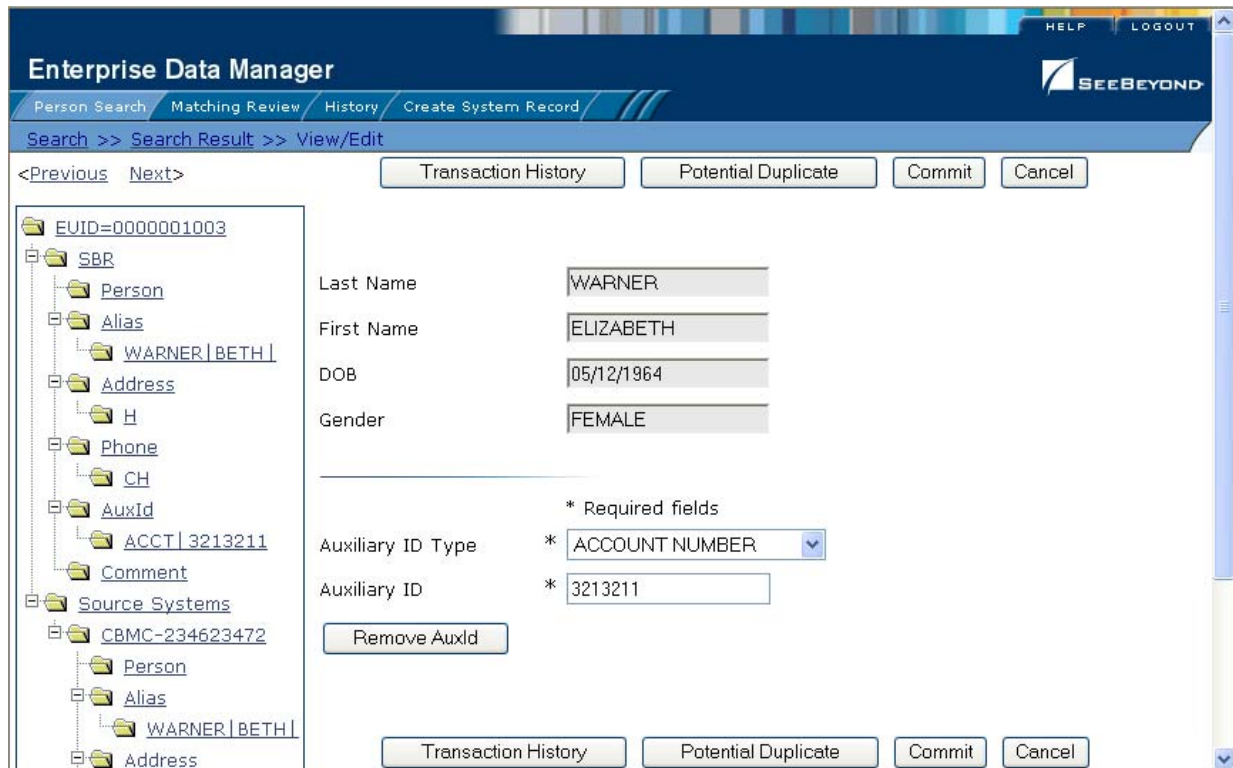 HELP LOGOUT
Enterprise Data Manager
SEEBEYOND
Person Search Matching Review History Create System Record
Search >> Search Result >> View/Edit
<Previous Next>
Transaction History Potential Duplicate Commit Cancel
EUID=0000001003
SBR
Person
Alias
WARNER|BETH|
Address
H
Phone
CH
AuxId
ACCT|3213211
Comment
Source Systems
CBMC-234623472
Person
Alias
WARNER|BETH|
Address
Last Name WARNER
First Name ELIZABETH
DOB 05/12/1964
Gender FEMALE
* Required fields
Auxiliary ID Type * ACCOUNT NUMBER
Auxiliary ID * 3213211
Remove AuxId
Transaction History Potential Duplicate Commit Cancel